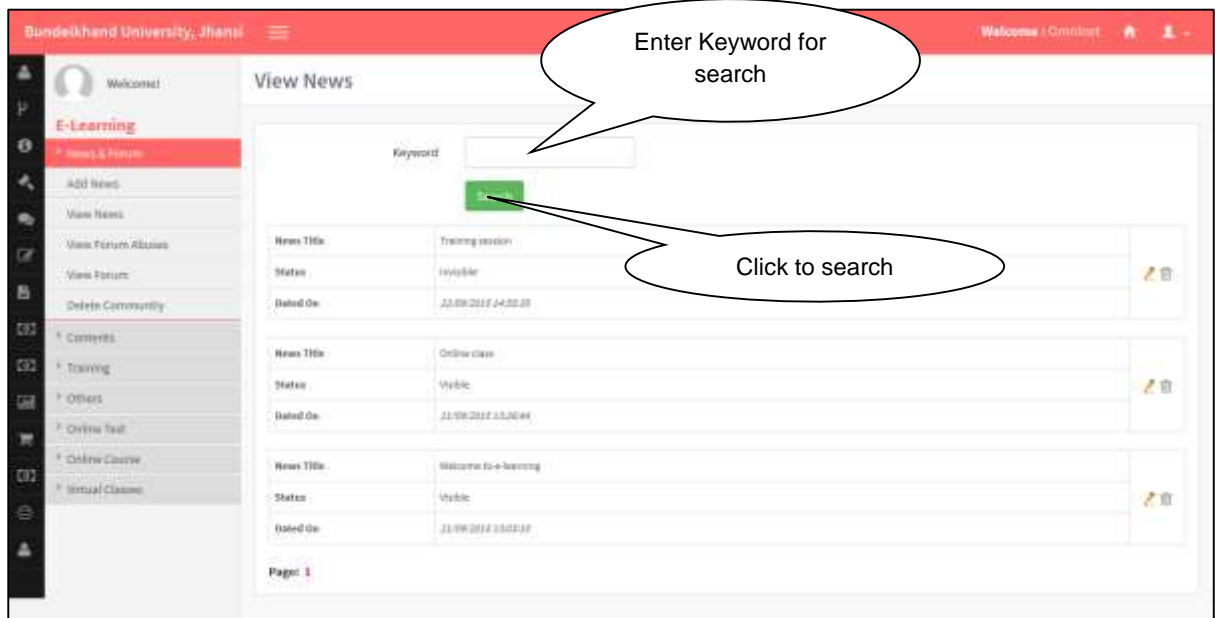 Bundelkhand University, Jhansi
Welcome : Omninet
Enter Keyword for
search
Welcome!
View News
E-Learning
News & Forum
Keyword
Add News
Search
View News
View Forum Abuses
News Title Training session
Click to search
View Forum
Status Invisible
Delete Community
Dated On
Contents
News Title Online class
Training
Status Visible
Others
Dated On
Online Test
Online Course
News Title Welcome to e-learning
Virtual Classes
Status Visible
Dated On
Page: 1